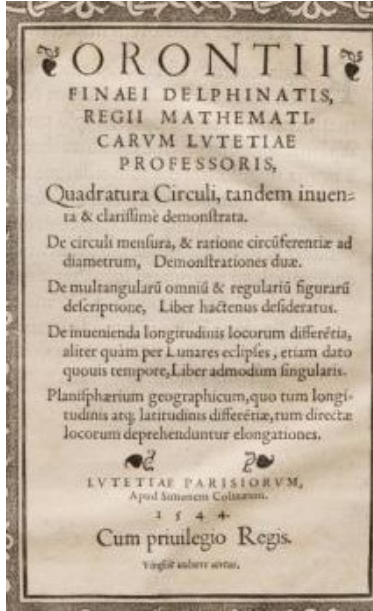 ORONTII
FINAEI DELPHINATIS,
REGII MATHEMATI-
CARVM LVTETIAE
PROFESSORIS,
Quadratura Circuli, tandem inuen-
ta & clarissimè demonstrata.
De circuli mensura, & ratione circũferentiæ ad
diametrum, Demonstrationes duæ.
De multangularũ omniũ & regulariũ figurarũ
descriptione, Liber hactenus desideratus.
De inuenienda longitudinis locorum differẽtia,
aliter quàm per Lunares eclipses, etiam dato
quouis tempore, Liber admodum singularis.
Planisphærium geographicum, quo tum longi-
tudinis atq; latitudinis differẽtiæ, tum directæ
locorum deprehenduntur elongationes.
LVTETIAE PARISIORVM,
Apud Simonem Colinæum.
1544.
Cum priuilegio Regis.